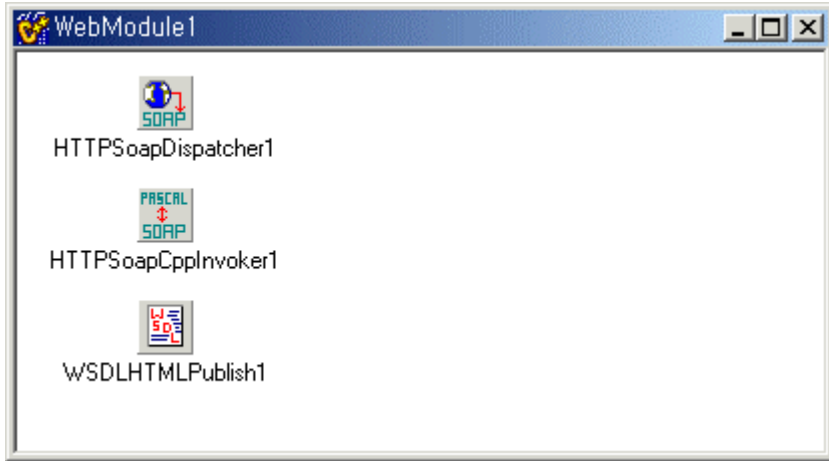 WebModule1
SOAP
HTTPSoapDispatcher1
PASCAL
SOAP
HTTPSoapCppInvoker1
WSDL
WSDLHTMLPublish1